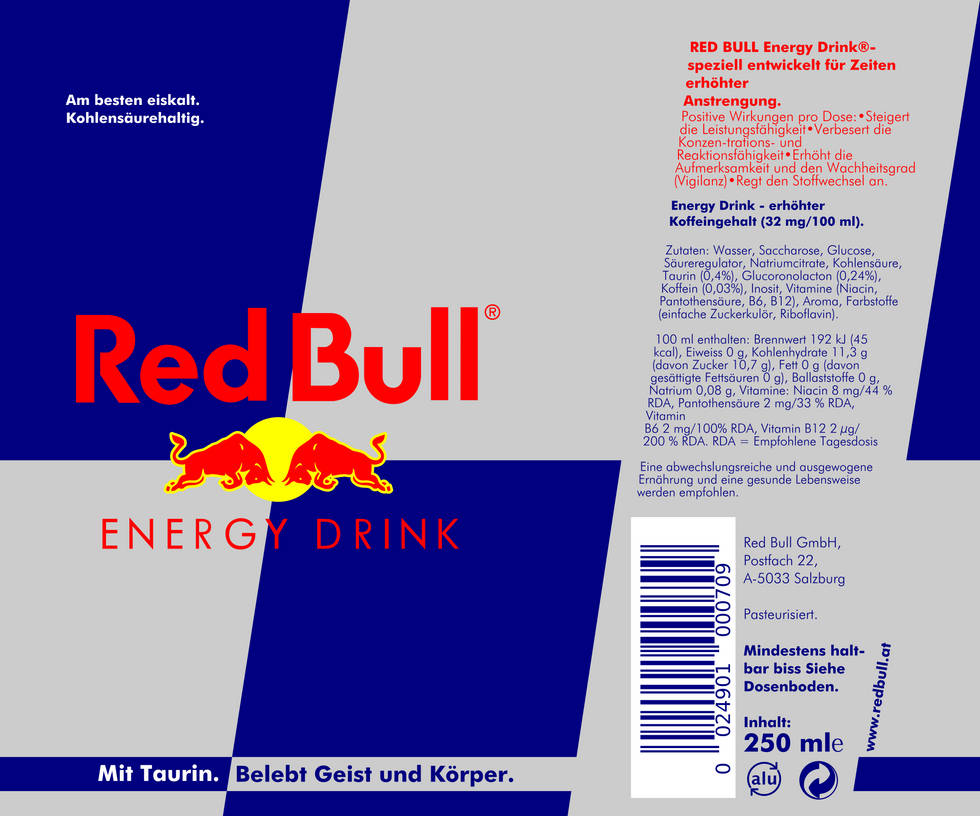 Am besten eiskalt.
Kohlensäurehaltig.
Red Bull®
ENERGY DRINK
Mit Taurin. Belebt Geist und Körper.
RED BULL Energy Drink®-
speziell entwickelt für Zeiten
erhöhter
Anstrengung.
Positive Wirkungen pro Dose:•Steigert
die Leistungsfähigkeit•Verbesert die
Konzen-trations- und
Reaktionsfähigkeit•Erhöht die
Aufmerksamkeit und den Wachheitsgrad
(Vigilanz)•Regt den Stoffwechsel an.
Energy Drink - erhöhter
Koffeingehalt (32 mg/100 ml).
Zutaten: Wasser, Saccharose, Glucose,
Säureregulator, Natriumcitrate, Kohlensäure,
Taurin (0,4%), Glucoronolacton (0,24%),
Koffein (0,03%), Inosit, Vitamine (Niacin,
Pantothensäure, B6, B12), Aroma, Farbstoffe
(einfache Zuckerkulör, Riboflavin).
100 ml enthalten: Brennwert 192 kJ (45
kcal), Eiweiss 0 g, Kohlenhydrate 11,3 g
(davon Zucker 10,7 g), Fett 0 g (davon
gesättigte Fettsäuren 0 g), Ballaststoffe 0 g,
Natrium 0,08 g, Vitamine: Niacin 8 mg/44 %
RDA, Pantothensäure 2 mg/33 % RDA,
Vitamin
B6 2 mg/100% RDA, Vitamin B12 2 µg/
200 % RDA. RDA = Empfohlene Tagesdosis
Eine abwechslungsreiche und ausgewogene
Ernährung und eine gesunde Lebensweise
werden empfohlen.
0 024901 000709
Red Bull GmbH,
Postfach 22,
A-5033 Salzburg
Pasteurisiert.
Mindestens halt-
bar biss Siehe
Dosenboden.
Inhalt:
250 ml℮
alu
www.redbull.at